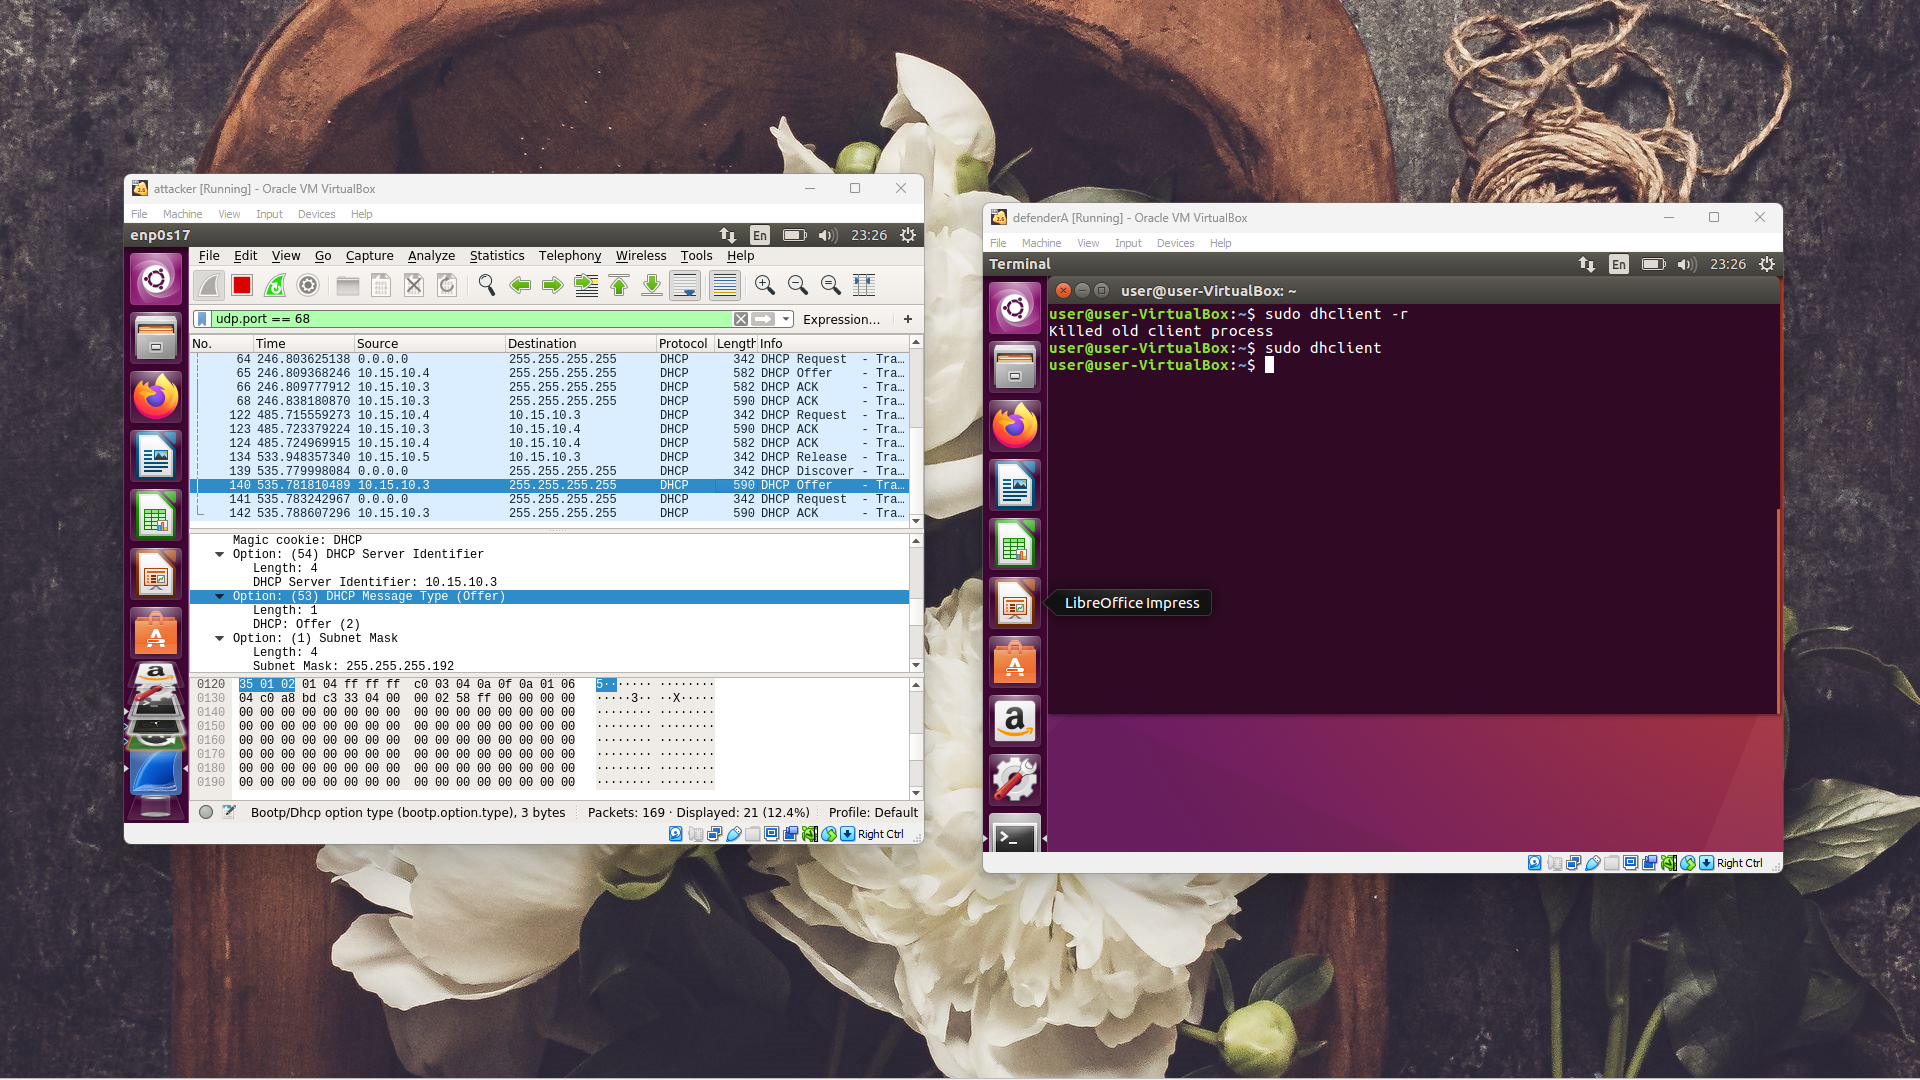 attacker [Running] - Oracle VM VirtualBox
File Machine View Input Devices Help
enp0s17 En 23:26
File Edit View Go Capture Analyze Statistics Telephony Wireless Tools Help
udp.port == 68 Expression… +
No. Time Source Destination Protocol Length Info
64 246.803625138 0.0.0.0 255.255.255.255 DHCP 342 DHCP Request - Tra…
65 246.809368246 10.15.10.4 255.255.255.255 DHCP 582 DHCP Offer - Tra…
66 246.809777912 10.15.10.3 255.255.255.255 DHCP 582 DHCP ACK - Tra…
68 246.838180870 10.15.10.3 255.255.255.255 DHCP 590 DHCP ACK - Tra…
122 485.715559273 10.15.10.4 10.15.10.3 DHCP 342 DHCP Request - Tra…
123 485.723379224 10.15.10.3 10.15.10.4 DHCP 590 DHCP ACK - Tra…
124 485.724969915 10.15.10.4 10.15.10.4 DHCP 582 DHCP ACK - Tra…
134 533.948357340 10.15.10.5 10.15.10.3 DHCP 342 DHCP Release - Tra…
139 535.779998084 0.0.0.0 255.255.255.255 DHCP 342 DHCP Discover - Tra…
140 535.781810489 10.15.10.3 255.255.255.255 DHCP 590 DHCP Offer - Tra…
141 535.783242967 0.0.0.0 255.255.255.255 DHCP 342 DHCP Request - Tra…
142 535.788607296 10.15.10.3 255.255.255.255 DHCP 590 DHCP ACK - Tra…
Magic cookie: DHCP
Option: (54) DHCP Server Identifier
Length: 4
DHCP Server Identifier: 10.15.10.3
Option: (53) DHCP Message Type (Offer)
Length: 1
DHCP: Offer (2)
Option: (1) Subnet Mask
Length: 4
Subnet Mask: 255.255.255.192
0120 35 01 02 01 04 ff ff ff c0 03 04 0a 0f 0a 01 06 5······· ········
0130 04 c0 a8 bd c3 33 04 00 00 02 58 ff 00 00 00 00 ·····3·· ··X·····
0140 00 00 00 00 00 00 00 00 00 00 00 00 00 00 00 00 ········ ········
0150 00 00 00 00 00 00 00 00 00 00 00 00 00 00 00 00 ········ ········
0160 00 00 00 00 00 00 00 00 00 00 00 00 00 00 00 00 ········ ········
0170 00 00 00 00 00 00 00 00 00 00 00 00 00 00 00 00 ········ ········
0180 00 00 00 00 00 00 00 00 00 00 00 00 00 00 00 00 ········ ········
0190 00 00 00 00 00 00 00 00 00 00 00 00 00 00 00 00 ········ ········
Bootp/Dhcp option type (bootp.option.type), 3 bytes Packets: 169 · Displayed: 21 (12.4%) Profile: Default
Right Ctrl
defenderA [Running] - Oracle VM VirtualBox
File Machine View Input Devices Help
Terminal En 23:26
user@user-VirtualBox: ~
user@user-VirtualBox:~$ sudo dhclient -r
Killed old client process
user@user-VirtualBox:~$ sudo dhclient
user@user-VirtualBox:~$
LibreOffice Impress
Right Ctrl